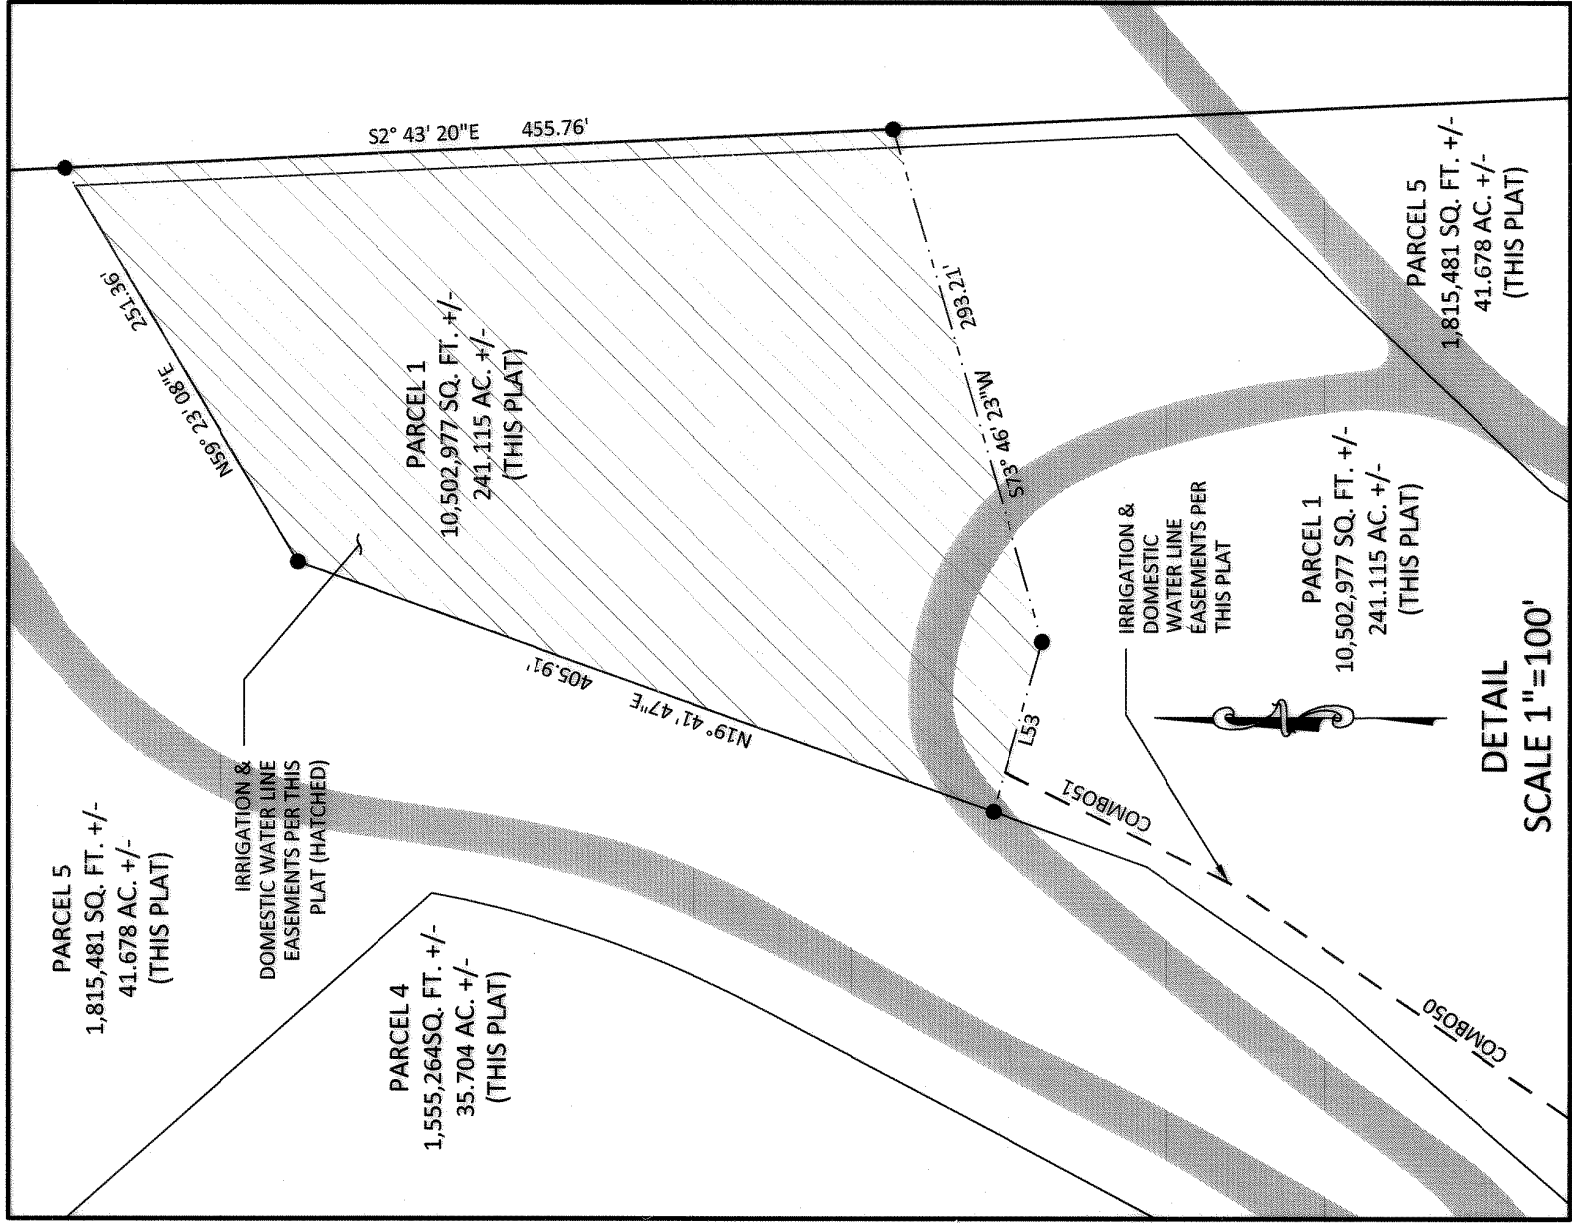 PARCEL 5
1,815,481 SQ. FT. +/-
41.678 AC. +/-
(THIS PLAT)
IRRIGATION &
DOMESTIC WATER LINE
EASEMENTS PER THIS
PLAT (HATCHED)
PARCEL 4
1,555,264SQ. FT. +/-
35.704 AC. +/-
(THIS PLAT)
N59° 23' 08"E
251.36'
S2° 43' 20"E 455.76'
PARCEL 1
10,502,977 SQ. FT. +/-
241.115 AC. +/-
(THIS PLAT)
N19° 41' 47"E
405.91'
S73° 46' 23"W
293.21'
L53
COMBO51
COMBO50
IRRIGATION &
DOMESTIC
WATER LINE
EASEMENTS PER
THIS PLAT
PARCEL 1
10,502,977 SQ. FT. +/-
241.115 AC. +/-
(THIS PLAT)
PARCEL 5
1,815,481 SQ. FT. +/-
41.678 AC. +/-
(THIS PLAT)
DETAIL
SCALE 1"=100'